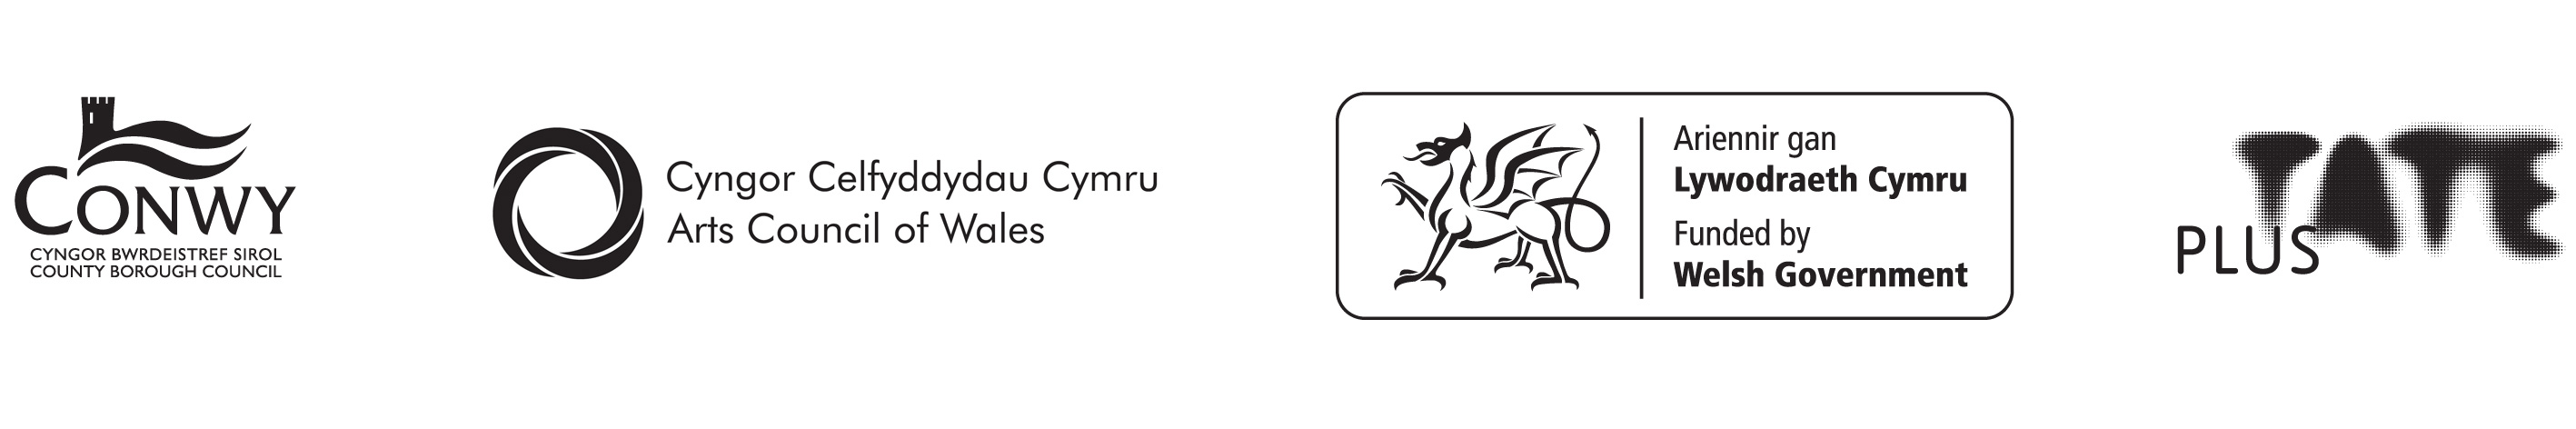 CONWY
CYNGOR BWRDEISTREF SIROL
COUNTY BOROUGH COUNCIL
Cyngor Celfyddydau Cymru
Arts Council of Wales
Ariennir gan
Lywodraeth Cymru
Funded by
Welsh Government
TATE
PLUS